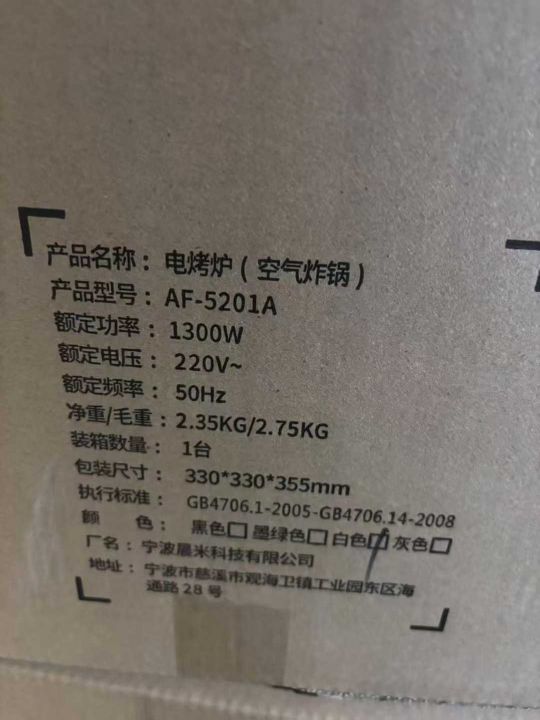 产品名称：电烤炉（空气炸锅）
产品型号：AF-5201A
额定功率：1300W
额定电压：220V~
额定频率：50Hz
净重/毛重：2.35KG/2.75KG
装箱数量：1台
包装尺寸：330*330*355mm
执行标准：GB4706.1-2005-GB4706.14-2008
颜 色：黑色□ 墨绿色□ 白色□ 灰色□
厂名：宁波晨米科技有限公司
地址：宁波市慈溪市观海卫镇工业园东区海
通路28号